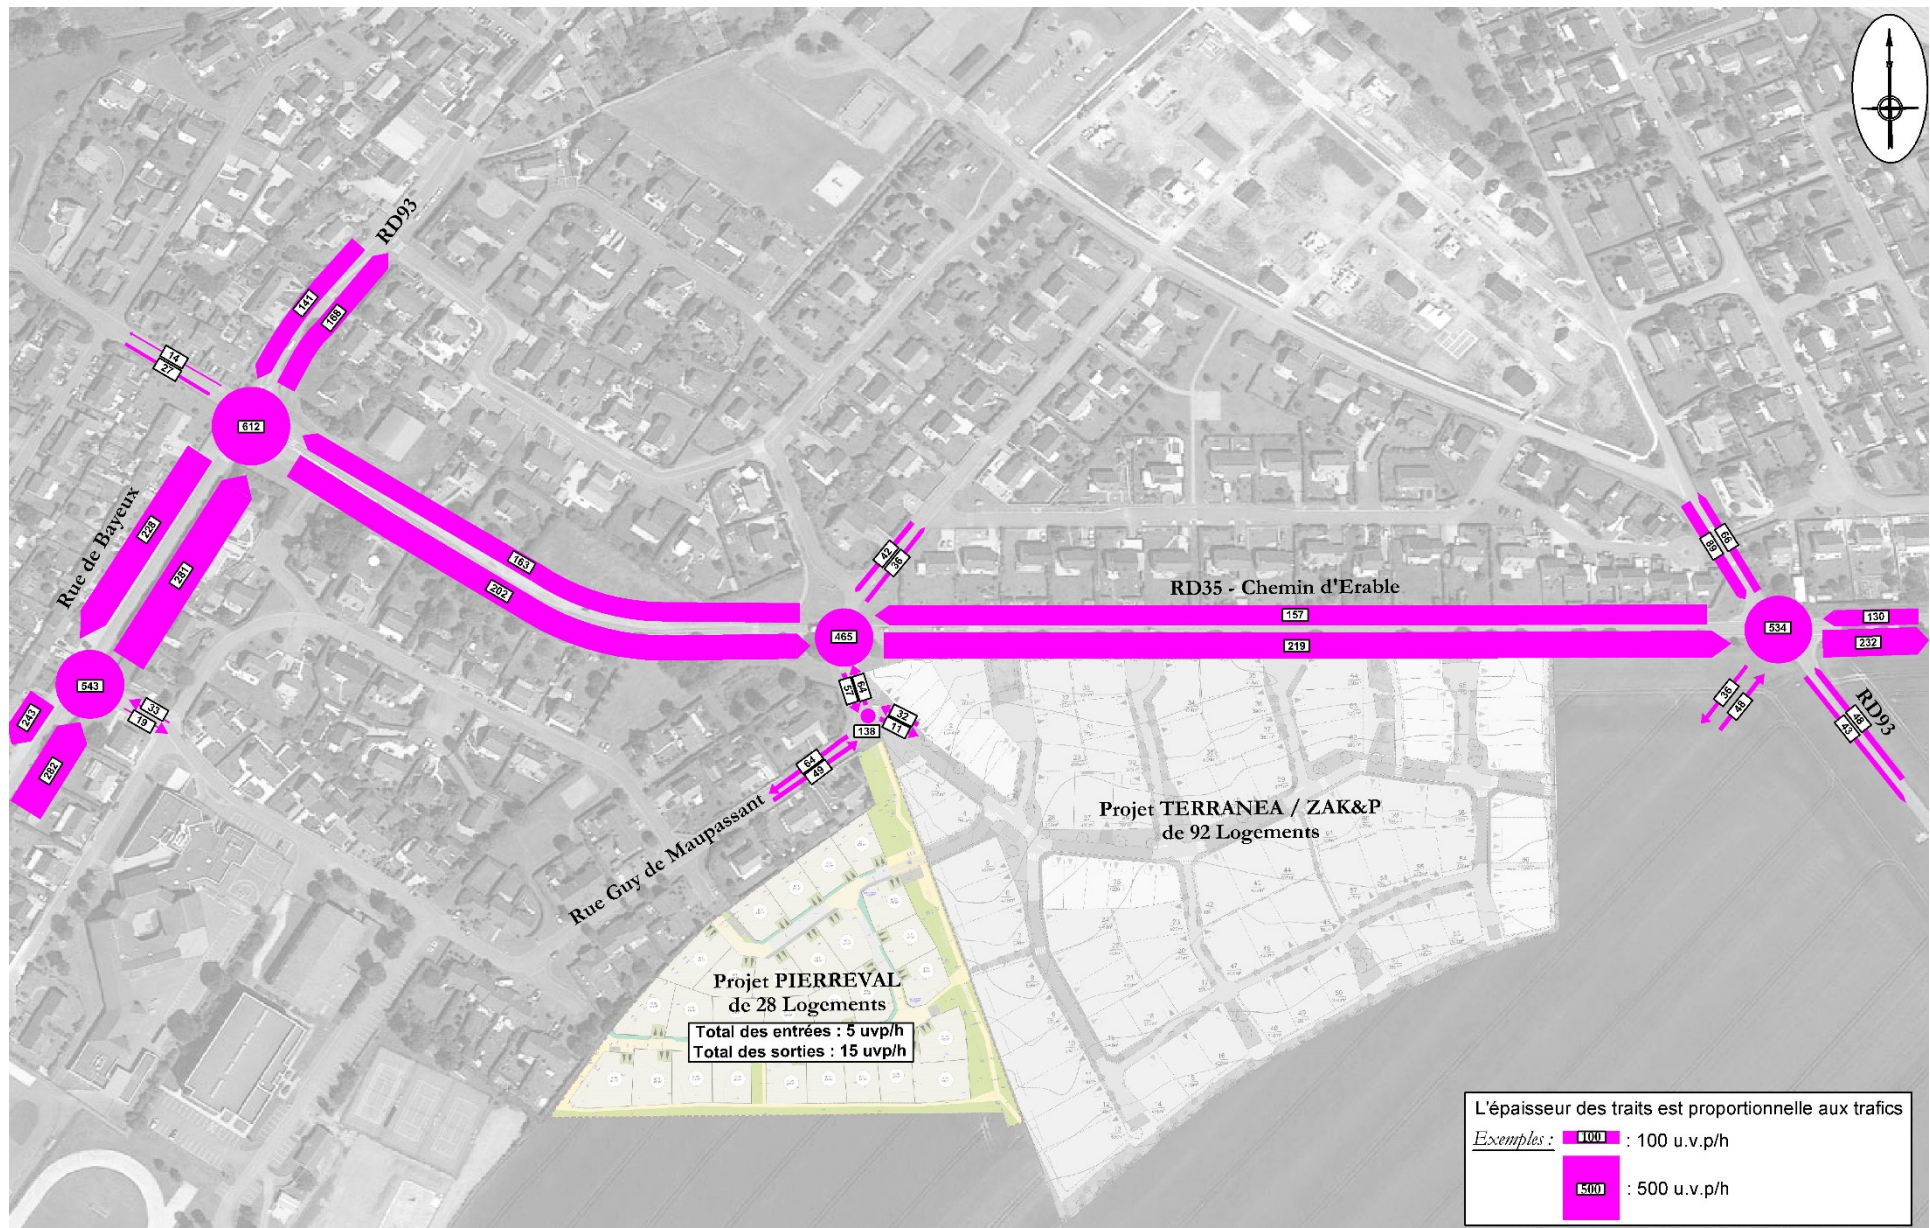 RD93
141
168
14
27
612
Rue de Bayeux
228
281
163
202
42
36
RD35 - Chemin d'Erable
157
465
219
89
66
534
130
232
36
48
RD93
48
43
543
33
19
243
282
57
64
32
11
138
64
49
Rue Guy de Maupassant
Projet TERRANEA / ZAK&P
de 92 Logements
Projet PIERREVAL
de 28 Logements
Total des entrées : 5 uvp/h
Total des sorties : 15 uvp/h
L'épaisseur des traits est proportionnelle aux trafics
Exemples : 100 : 100 u.v.p/h
500 : 500 u.v.p/h